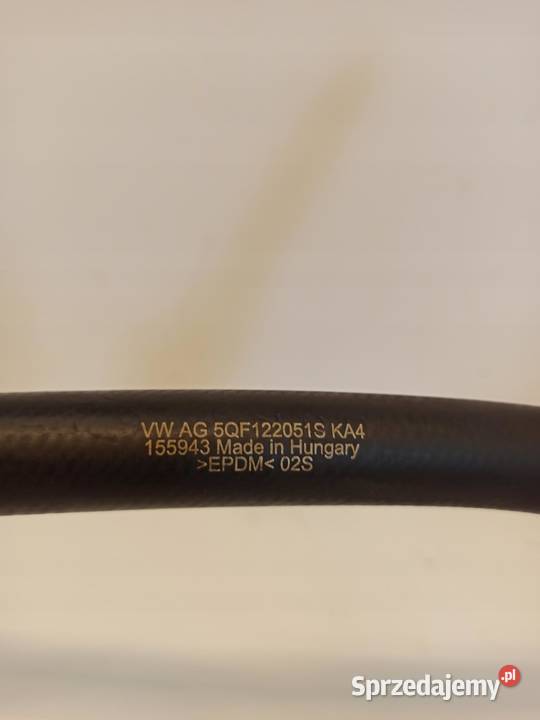 VW AG 5QF122051S KA4
155943 Made in Hungary
>EPDM< 02S
Sprzedajemy.pl